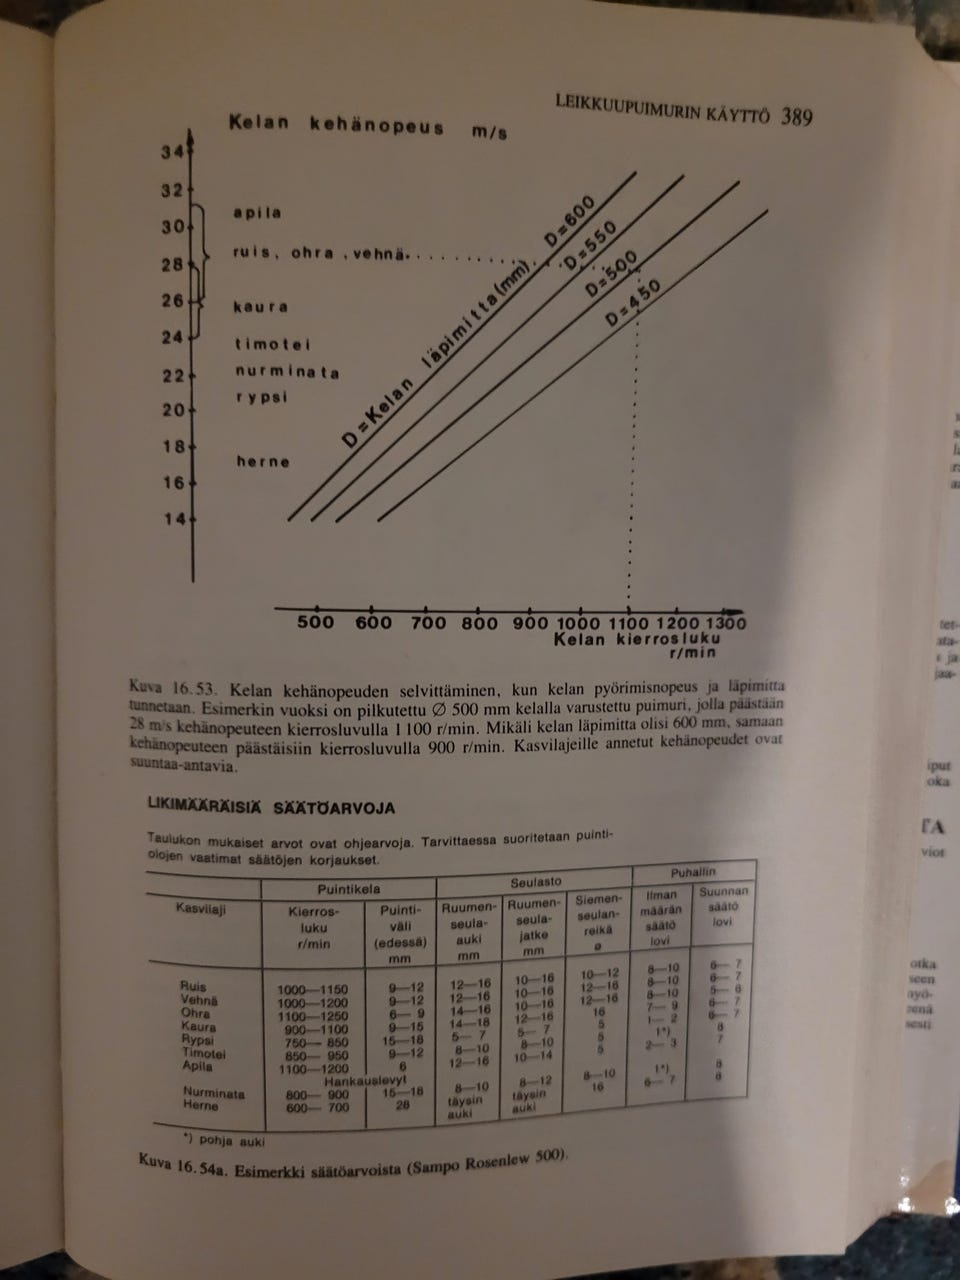 LEIKKUUPUIMURIN KÄYTTÖ 389
Kelan kehänopeus m/s
34
32
30
28
26
24
22
20
18
16
14
apila
ruis, ohra, vehnä
kaura
timotei
nurminata
rypsi
herne
D=Kelan läpimitta(mm)
D=600
D=550
D=500
D=450
500 600 700 800 900 1000 1100 1200 1300
Kelan kierrosluku
r/min
Kuva 16.53. Kelan kehänopeuden selvittäminen, kun kelan pyörimisnopeus ja läpimitta
tunnetaan. Esimerkin vuoksi on pilkutettu Ø 500 mm kelalla varustettu puimuri, jolla päästään
28 m/s kehänopeuteen kierrosluvulla 1 100 r/min. Mikäli kelan läpimitta olisi 600 mm, samaan
kehänopeuteen päästäisiin kierrosluvulla 900 r/min. Kasvilajeille annetut kehänopeudet ovat
suuntaa-antavia.
LIKIMÄÄRÄISIÄ SÄÄTÖARVOJA
Taulukon mukaiset arvot ovat ohjearvoja. Tarvittaessa suoritetaan puinti-
olojen vaatimat säätöjen korjaukset.
Puintikela Seulasto Puhallin
Kasvilaji Kierros- Puinti- Ruumen- Ruumen- Siemen- Ilman Suunnan
luku väli seula- seula- seulan- määrän säätö
r/min (edessä) auki jatke reikä säätö lovi
mm mm mm ø lovi
Ruis 1000—1150 9—12 12—16 10—16 10—12 8—10 6—7
Vehnä 1000—1200 9—12 12—16 10—16 12—16 8—10 6—7
Ohra 1100—1250 6—9 14—16 10—16 12—16 8—10 5—6
Kaura 900—1100 9—15 14—18 12—16 16 7—9 6—7
Rypsi 750—850 15—18 5—7 5—7 5 1—2 6—7
Timotei 850—950 9—12 8—10 8—10 5 1*) 8
Apila 1100—1200 6 12—16 10—14 5 2—3 7
Hankauslevyt
Nurminata 800—900 15—18 8—10 8—12 8—10 1*) 8
Herne 600—700 28 täysin täysin 16 6—7 8
auki auki
*) pohja auki
Kuva 16.54a. Esimerkki säätöarvoista (Sampo Rosenlew 500).
tet-
jaa-
iput
oka
TA
viot
otka
seen
nyö-
senä
sesti